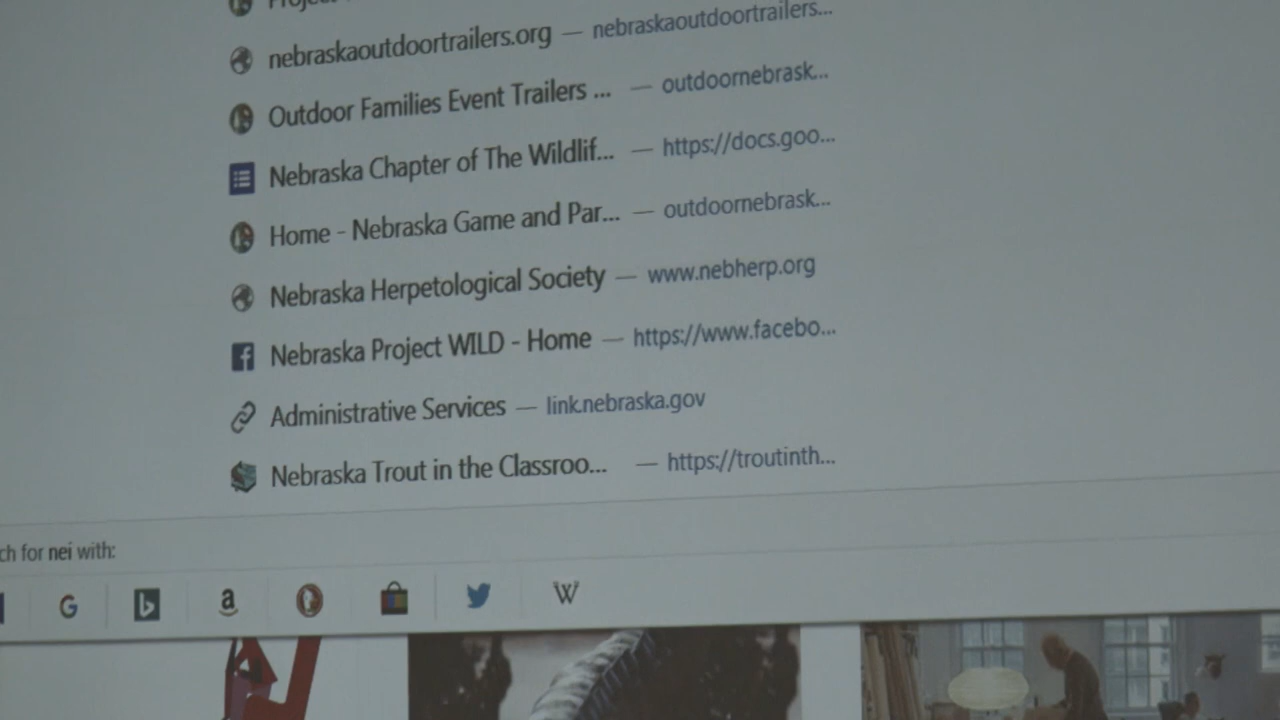 Project
nebraskaoutdoortrailers.org — nebraskaoutdoortrailers...
Outdoor Families Event Trailers ... — outdoornebrask...
Nebraska Chapter of The Wildlif... — https://docs.goo...
Home - Nebraska Game and Par... — outdoornebrask...
Nebraska Herpetological Society — www.nebherp.org
Nebraska Project WILD - Home — https://www.facebo...
Administrative Services — link.nebraska.gov
Nebraska Trout in the Classroo... — https://troutinth...
ch for nei with:
G b a W